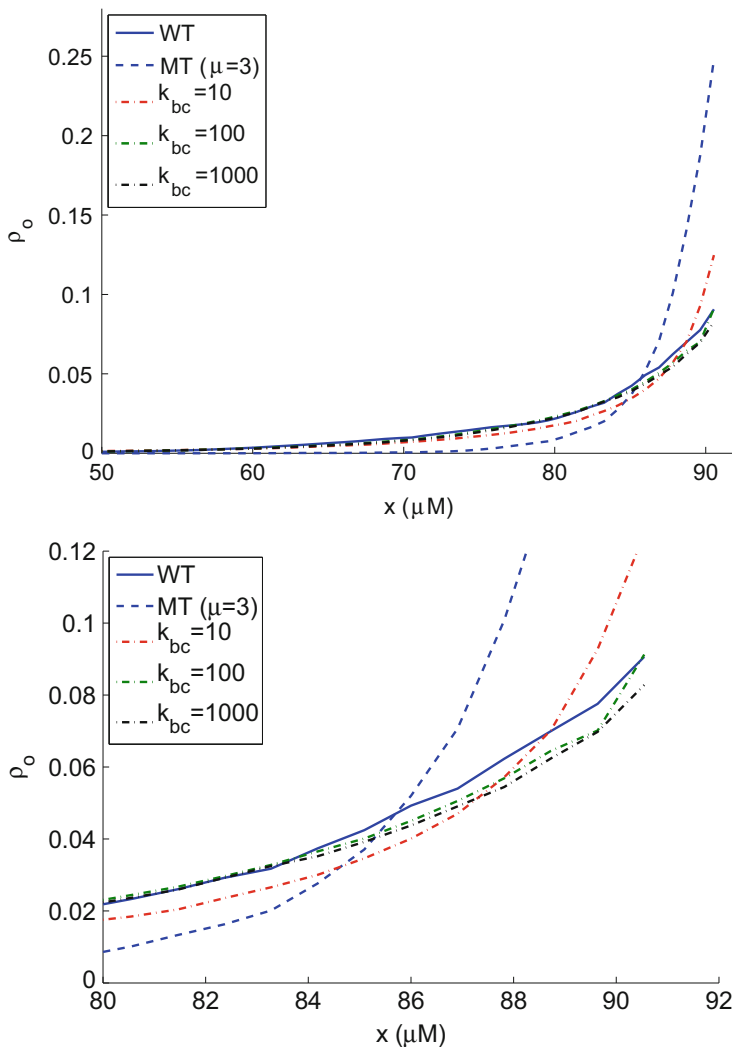 WT
MT (μ=3)
k_bc=10
k_bc=100
k_bc=1000
0.25
0.2
0.15
0.1
0.05
0
ρ_o
50 60 70 80 90
x (μM)
WT
MT (μ=3)
k_bc=10
k_bc=100
k_bc=1000
0.12
0.1
0.08
0.06
0.04
0.02
0
ρ_o
80 82 84 86 88 90 92
x (μM)